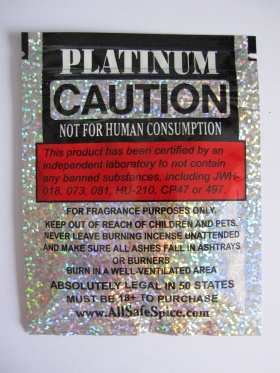 PLATINUM
CAUTION
NOT FOR HUMAN CONSUMPTION
This product has been certified by an
independent laboratory to not contain
any banned substances, including JWH-
018, 073, 081, HU-210, CP47 or 497.
FOR FRAGRANCE PURPOSES ONLY.
KEEP OUT OF REACH OF CHILDREN AND PETS.
NEVER LEAVE BURNING INCENSE UNATTENDED
AND MAKE SURE ALL ASHES FALL IN ASHTRAYS
OR BURNERS
BURN IN A WELL-VENTILATED AREA
ABSOLUTELY LEGAL IN 50 STATES
MUST BE 18+ TO PURCHASE
www.AllSafeSpice.com